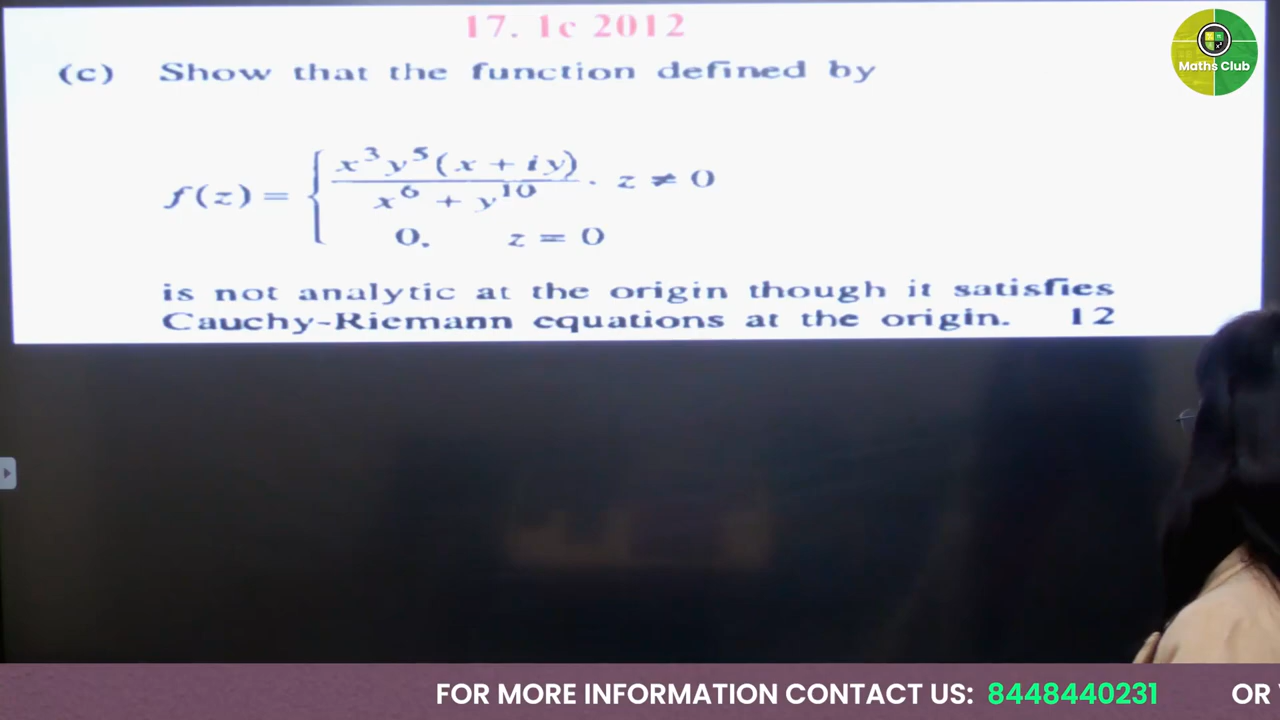 17. 1c 2012
Maths Club
(c) Show that the function defined by
f(z) = { x³y⁵(x + iy) / x⁶ + y¹⁰ . z ≠ 0
0. z = 0
is not analytic at the origin though it satisfies
Cauchy-Riemann equations at the origin. 12
FOR MORE INFORMATION CONTACT US: 8448440231 OR